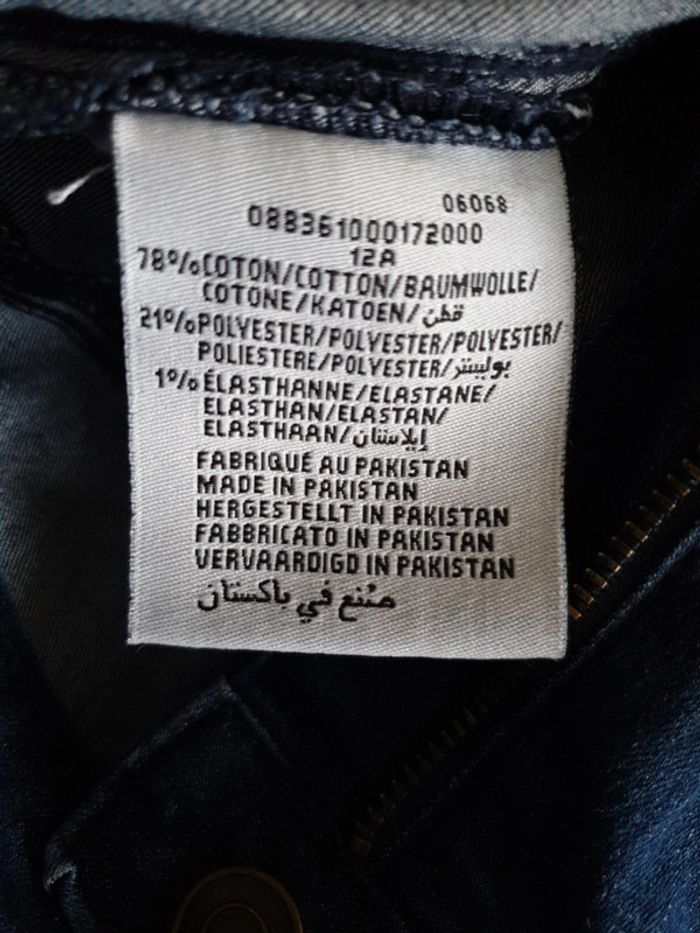 06068
088361000172000
12A
78%COTON/COTTON/BAUMWOLLE/
COTONE/KATOEN/قطن
21%POLYESTER/POLYESTER/POLYESTER/
POLIESTERE/POLYESTER/بوليستر
1%ÉLASTHANNE/ELASTANE/
ELASTHAN/ELASTAN/
ELASTHAAN/إيلاستان
FABRIQUÉ AU PAKISTAN
MADE IN PAKISTAN
HERGESTELLT IN PAKISTAN
FABBRICATO IN PAKISTAN
VERVAARDIGD IN PAKISTAN
صُنع في باكستان